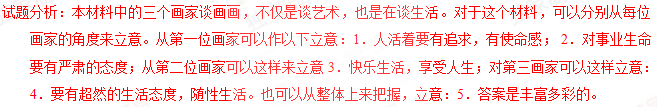 试题分析：本材料中的三个画家谈画画，不仅是谈艺术，也是在谈生活。对于这个材料，可以分别从每位
画家的角度来立意。从第一位画家可以作以下立意：1．人活着要有追求，有使命感； 2．对事业生命
要有严肃的态度；从第二位画家可以这样来立意 3．快乐生活，享受人生；对第三画家可以这样立意：
4．要有超然的生活态度，随性生活。也可以从整体上来把握，立意：5．答案是丰富多彩的。